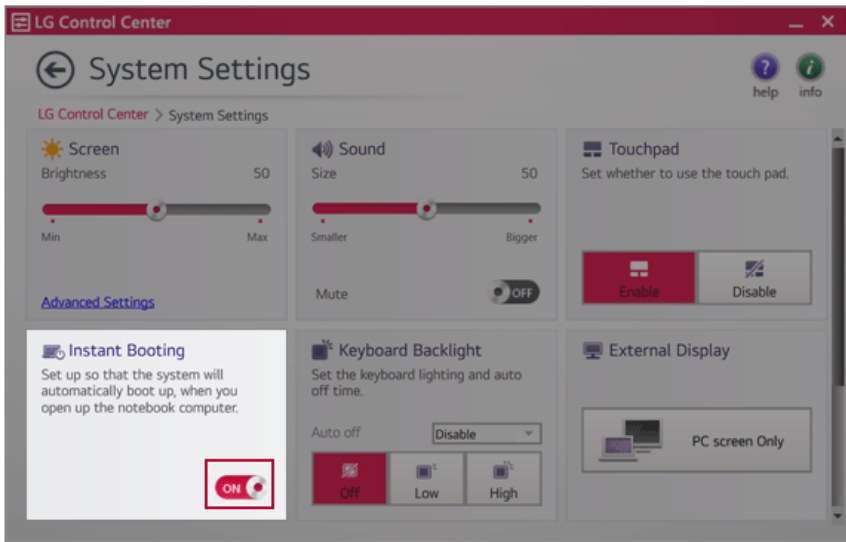 LG Control Center
System Settings
help
info
LG Control Center > System Settings
Screen
Brightness 50
Min Max
Advanced Settings
Sound
Size 50
Smaller Bigger
Mute OFF
Touchpad
Set whether to use the touch pad.
Enable Disable
Instant Booting
Set up so that the system will
automatically boot up, when you
open up the notebook computer.
ON
Keyboard Backlight
Set the keyboard lighting and auto
off time.
Auto off Disable
Off Low High
External Display
PC screen Only